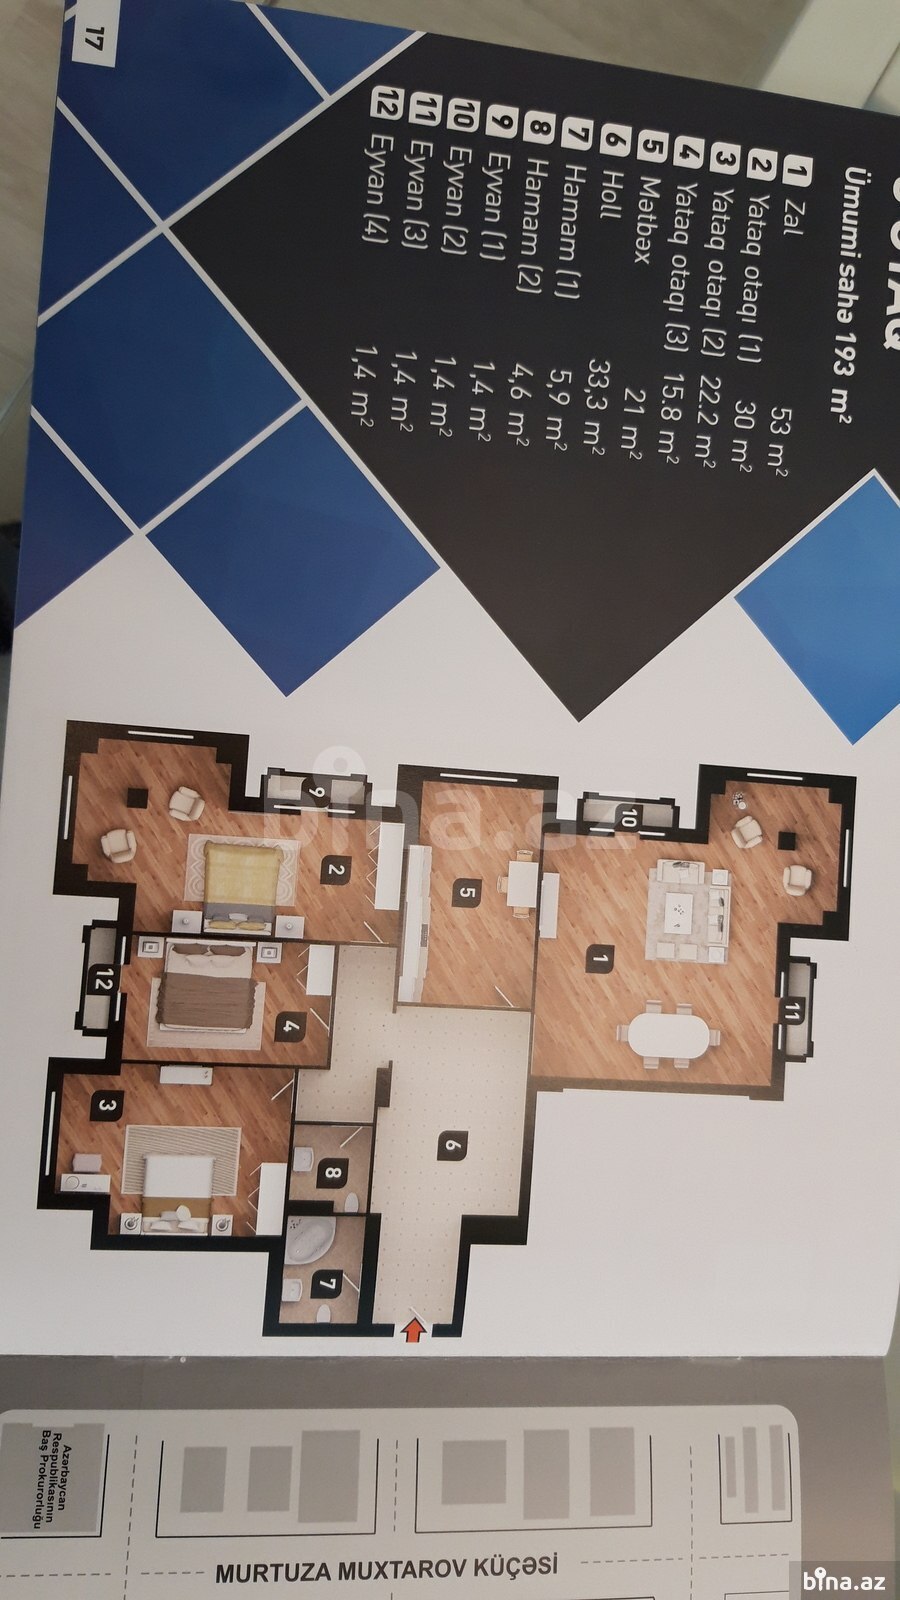 OTAQ
Ümumi sahə 193 m²
1 Zal 53 m²
2 Yataq otaqı (1) 30 m²
3 Yataq otaqı (2) 22.2 m²
4 Yataq otaqı (3) 15.8 m²
5 Mətbəx 21 m²
6 Holl 33,3 m²
7 Hamam (1) 5,9 m²
8 Hamam (2) 4,6 m²
9 Eyvan (1) 1,4 m²
10 Eyvan (2) 1,4 m²
11 Eyvan (3) 1,4 m²
12 Eyvan (4) 1,4 m²
17
9
10
2
5
1
12
4
11
3
6
8
7
bina.az
Azərbaycan
Respublikasının
Baş Prokurorluğu
MURTUZA MUXTAROV KÜÇƏSİ
bina.az